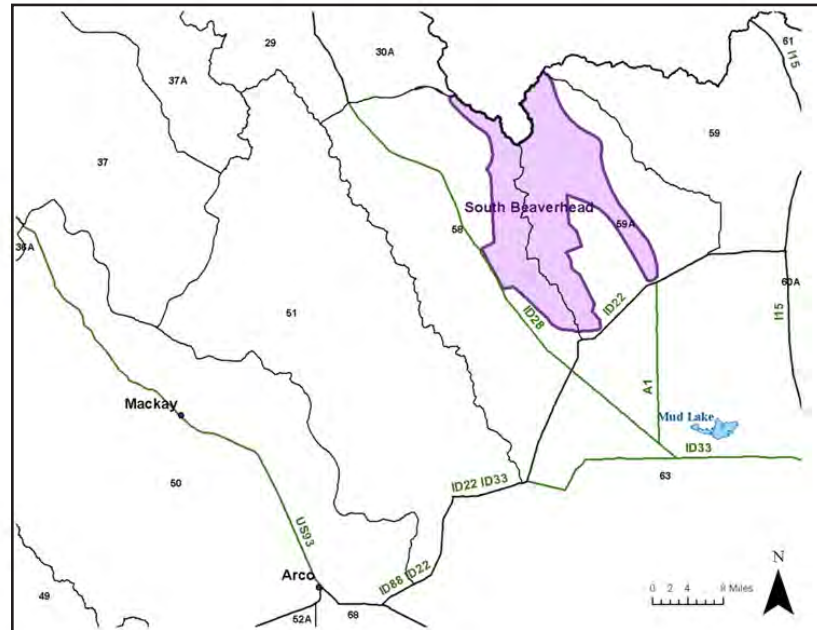 29
30A
61
I15
37A
37
59
South Beaverhead
59A
58
36A
51
ID22
60A
I15
ID28
A1
Mackay
Mud Lake
ID33
63
ID22 ID33
50
US93
Arco
ID88 ID22
N
0 2 4 8 Miles
49
52A
68